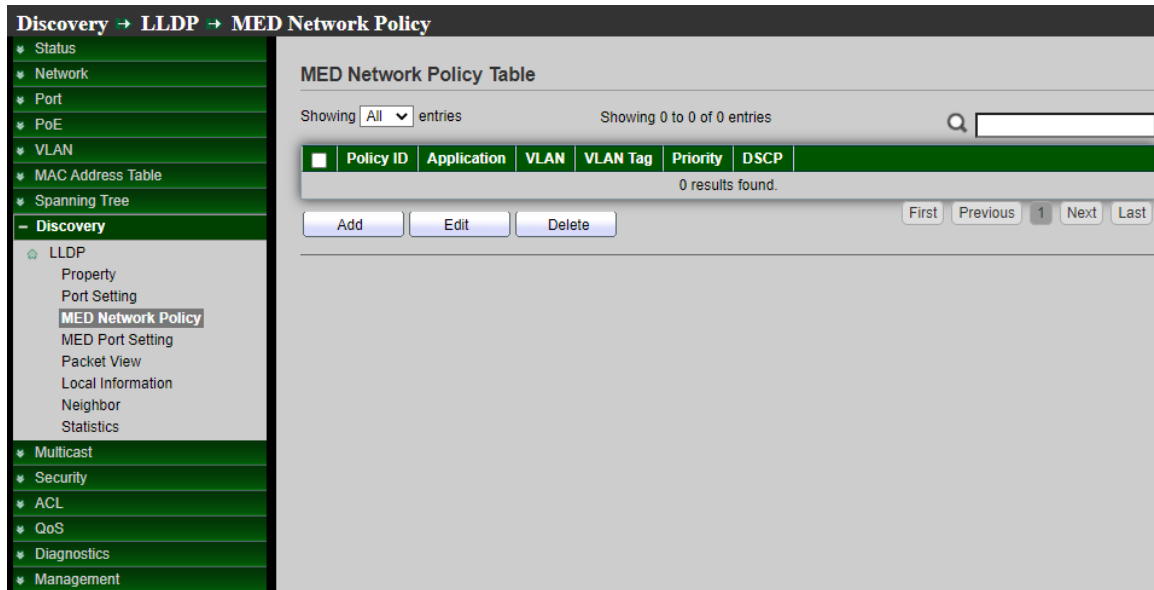 Discovery → LLDP → MED Network Policy
Status
Network
Port
PoE
VLAN
MAC Address Table
Spanning Tree
Discovery
LLDP
Property
Port Setting
MED Network Policy
MED Port Setting
Packet View
Local Information
Neighbor
Statistics
Multicast
Security
ACL
QoS
Diagnostics
Management
MED Network Policy Table
Showing All entries Showing 0 to 0 of 0 entries
Policy ID Application VLAN VLAN Tag Priority DSCP
0 results found.
Add Edit Delete First Previous 1 Next Last